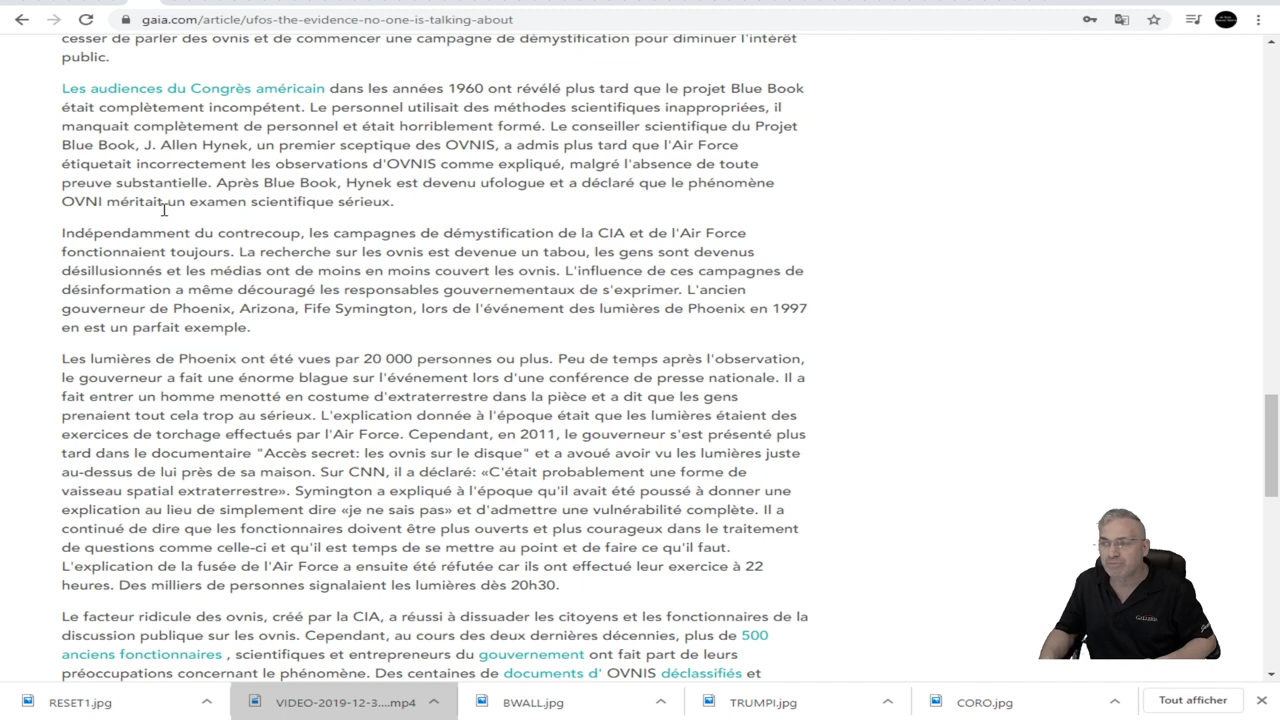 gaia.com/article/ufos-the-evidence-no-one-is-talking-about
cesser de parler des ovnis et de commencer une campagne de démystification pour diminuer l'intérêt
public.
Les audiences du Congrès américain dans les années 1960 ont révélé plus tard que le projet Blue Book
était complètement incompétent. Le personnel utilisait des méthodes scientifiques inappropriées, il
manquait complètement de personnel et était horriblement formé. Le conseiller scientifique du Projet
Blue Book, J. Allen Hynek, un premier sceptique des OVNIS, a admis plus tard que l'Air Force
étiquetait incorrectement les observations d'OVNIS comme expliqué, malgré l'absence de toute
preuve substantielle. Après Blue Book, Hynek est devenu ufologue et a déclaré que le phénomène
OVNI méritait un examen scientifique sérieux.
Indépendamment du contrecoup, les campagnes de démystification de la CIA et de l'Air Force
fonctionnaient toujours. La recherche sur les ovnis est devenue un tabou, les gens sont devenus
désillusionnés et les médias ont de moins en moins couvert les ovnis. L'influence de ces campagnes de
désinformation a même découragé les responsables gouvernementaux de s'exprimer. L'ancien
gouverneur de Phoenix, Arizona, Fife Symington, lors de l'événement des lumières de Phoenix en 1997
en est un parfait exemple.
Les lumières de Phoenix ont été vues par 20 000 personnes ou plus. Peu de temps après l'observation,
le gouverneur a fait une énorme blague sur l'événement lors d'une conférence de presse nationale. Il a
fait entrer un homme menotté en costume d'extraterrestre dans la pièce et a dit que les gens
prenaient tout cela trop au sérieux. L'explication donnée à l'époque était que les lumières étaient des
exercices de torchage effectués par l'Air Force. Cependant, en 2011, le gouverneur s'est présenté plus
tard dans le documentaire "Accès secret: les ovnis sur le disque" et a avoué avoir vu les lumières juste
au-dessus de lui près de sa maison. Sur CNN, il a déclaré: «C'était probablement une forme de
vaisseau spatial extraterrestre». Symington a expliqué à l'époque qu'il avait été poussé à donner une
explication au lieu de simplement dire «je ne sais pas» et d'admettre une vulnérabilité complète. Il a
continué de dire que les fonctionnaires doivent être plus ouverts et plus courageux dans le traitement
de questions comme celle-ci et qu'il est temps de se mettre au point et de faire ce qu'il faut.
L'explication de la fusée de l'Air Force a ensuite été réfutée car ils ont effectué leur exercice à 22
heures. Des milliers de personnes signalaient les lumières dès 20h30.
Le facteur ridicule des ovnis, créé par la CIA, a réussi à dissuader les citoyens et les fonctionnaires de la
discussion publique sur les ovnis. Cependant, au cours des deux dernières décennies, plus de 500
anciens fonctionnaires , scientifiques et entrepreneurs du gouvernement ont fait part de leurs
préoccupations concernant le phénomène. Des centaines de documents d' OVNIS déclassifiés et
RESET1.jpg
VIDEO-2019-12-3....mp4
BWALL.jpg
TRUMPI.jpg
CORO.jpg
Tout afficher